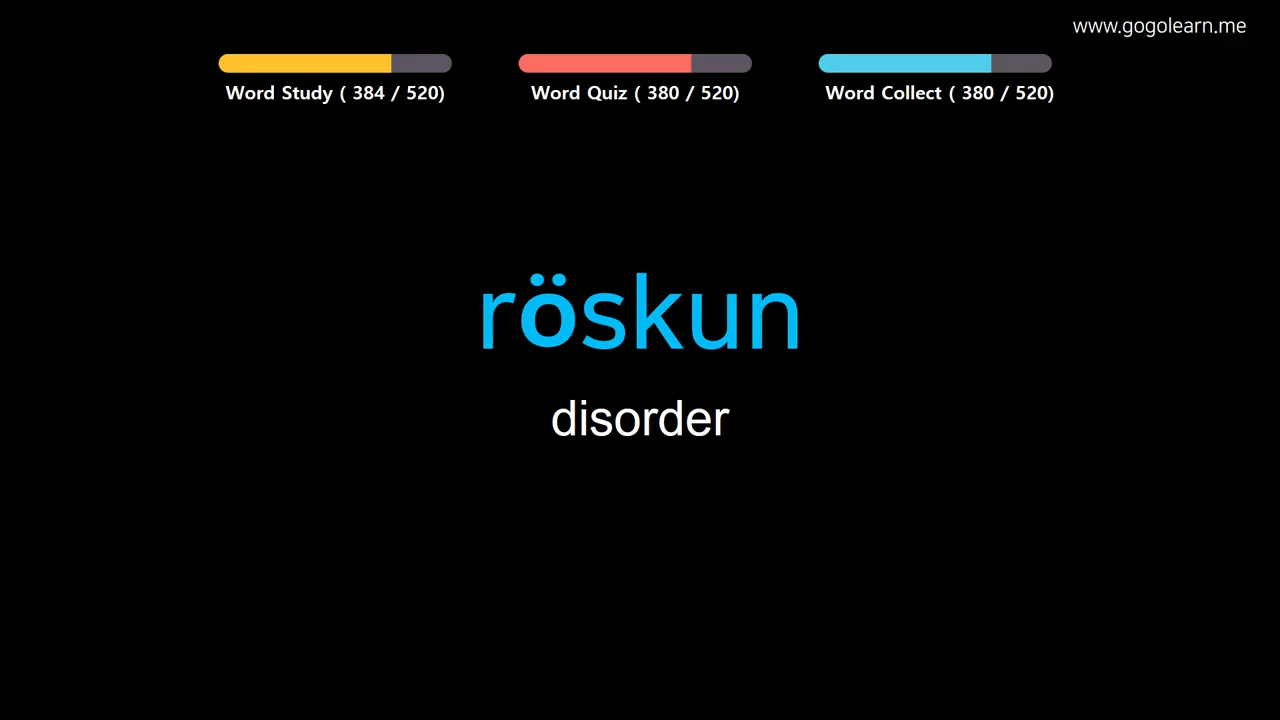 www.gogolearn.me
Word Study ( 384 / 520)
Word Quiz ( 380 / 520)
Word Collect ( 380 / 520)
röskun
disorder